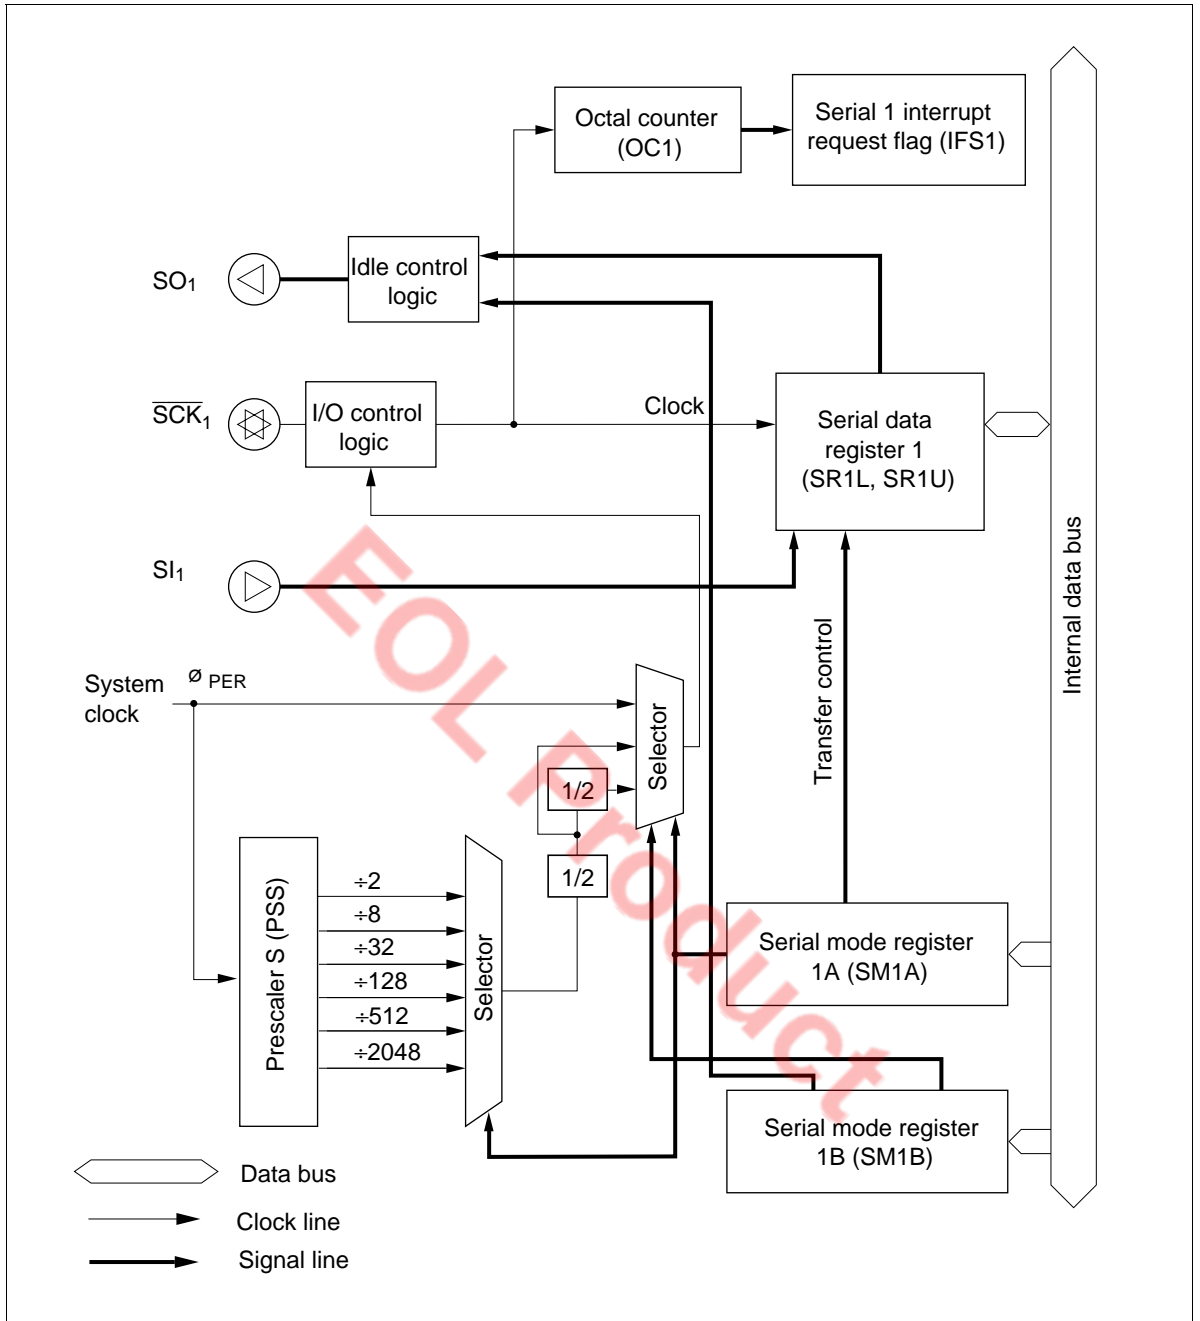 Octal counter
(OC1)
Serial 1 interrupt
request flag (IFS1)
SO1
Idle control
logic
SCK1
I/O control
logic
Clock
Serial data
register 1
(SR1L, SR1U)
SI1
Internal data bus
Transfer control
System
clock
ø PER
Selector
1/2
1/2
Prescaler S (PSS)
÷2
÷8
÷32
÷128
÷512
÷2048
Selector
Serial mode register
1A (SM1A)
Serial mode register
1B (SM1B)
Data bus
Clock line
Signal line
EOL Product